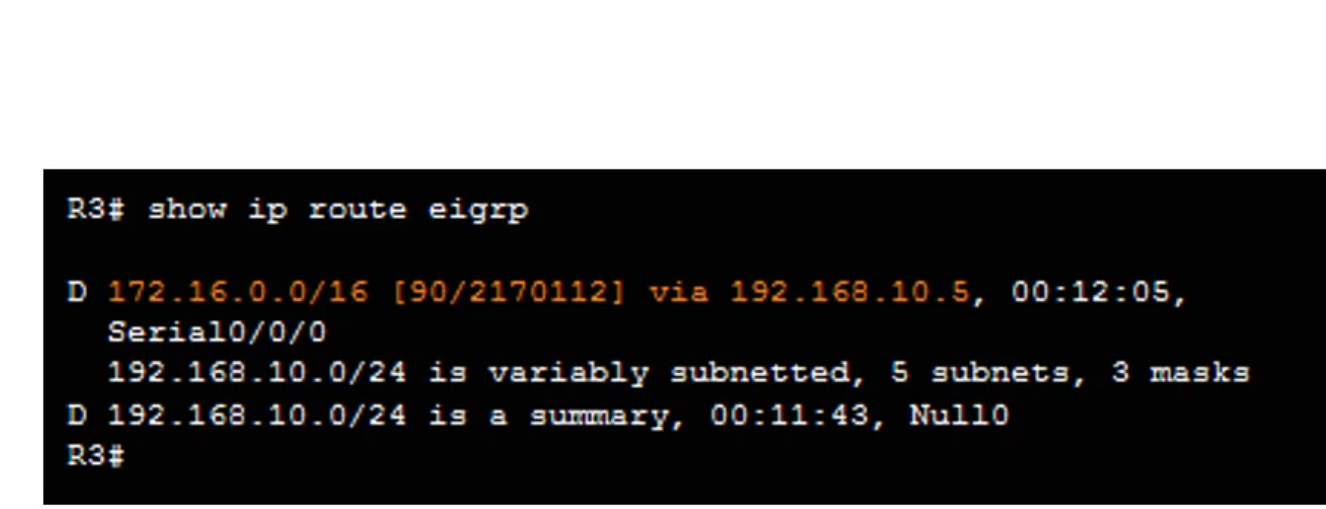 R3# show ip route eigrp
D 172.16.0.0/16 [90/2170112] via 192.168.10.5, 00:12:05,
Serial0/0/0
192.168.10.0/24 is variably subnetted, 5 subnets, 3 masks
D 192.168.10.0/24 is a summary, 00:11:43, Null0
R3#